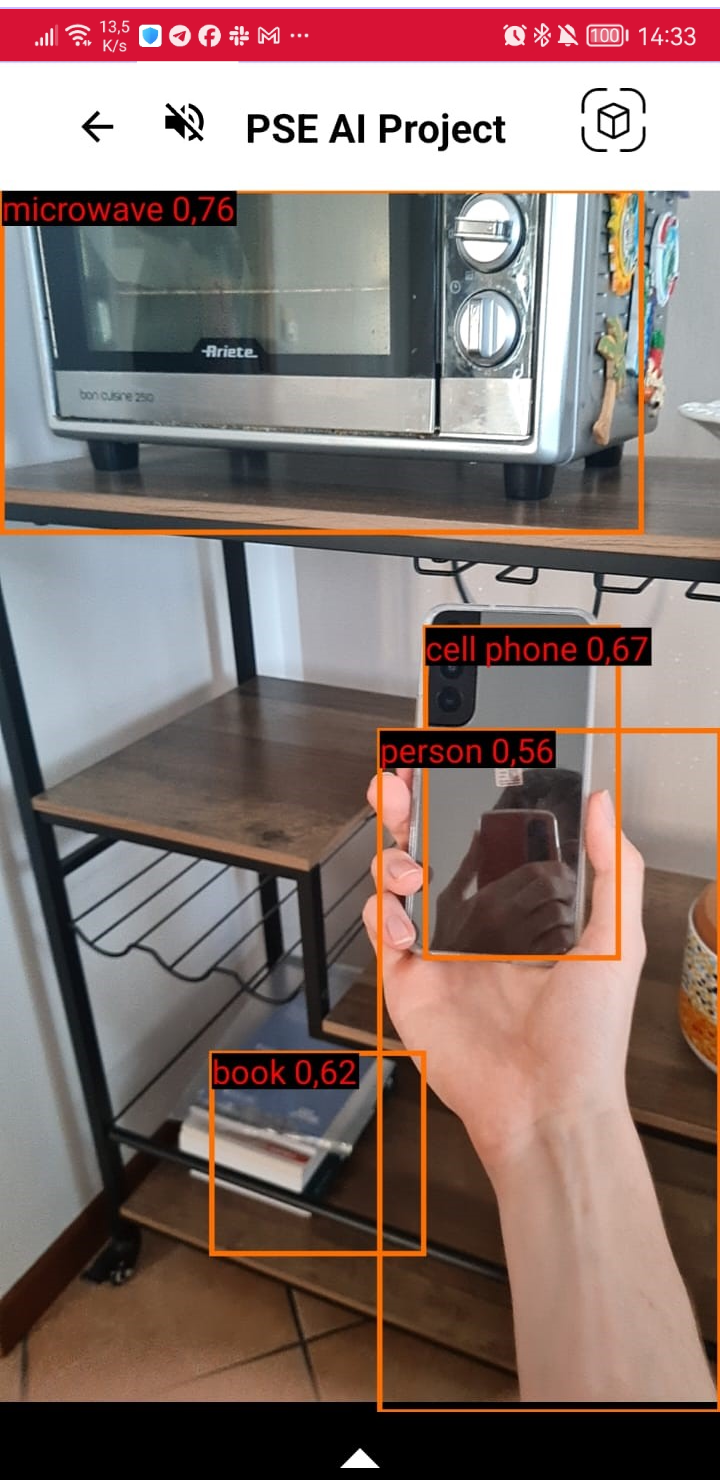 13,5
K/s
100
14:33
PSE AI Project
microwave 0,76
Ariete
bon cuisine 250
cell phone 0,67
person 0,56
book 0,62